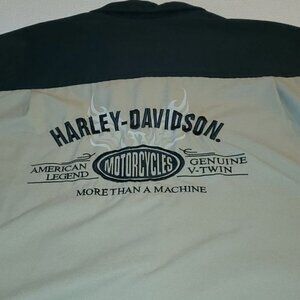 HARLEY-DAVIDSON.
AMERICAN LEGEND
MOTORCYCLES
GENUINE V-TWIN
MORE THAN A MACHINE